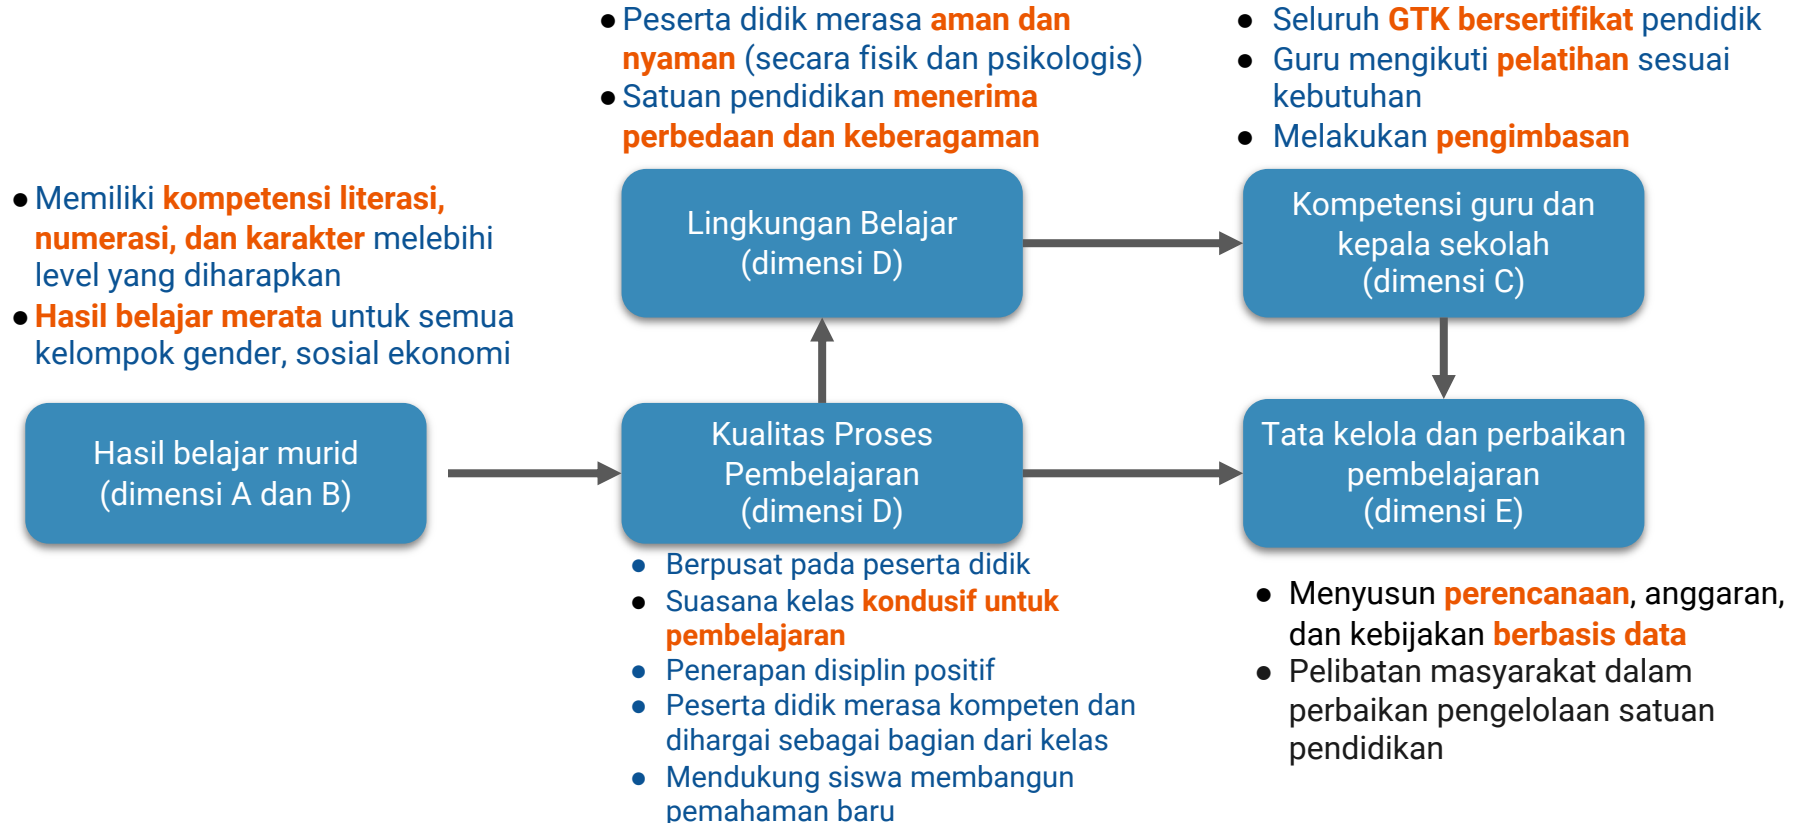 ● Peserta didik merasa aman dan
nyaman (secara fisik dan psikologis)
● Satuan pendidikan menerima
perbedaan dan keberagaman
● Seluruh GTK bersertifikat pendidik
● Guru mengikuti pelatihan sesuai
kebutuhan
● Melakukan pengimbasan
● Memiliki kompetensi literasi,
numerasi, dan karakter melebihi
level yang diharapkan
● Hasil belajar merata untuk semua
kelompok gender, sosial ekonomi
Lingkungan Belajar
(dimensi D)
Kompetensi guru dan
kepala sekolah
(dimensi C)
Hasil belajar murid
(dimensi A dan B)
Kualitas Proses
Pembelajaran
(dimensi D)
Tata kelola dan perbaikan
pembelajaran
(dimensi E)
● Berpusat pada peserta didik
● Suasana kelas kondusif untuk
pembelajaran
● Penerapan disiplin positif
● Peserta didik merasa kompeten dan
dihargai sebagai bagian dari kelas
● Mendukung siswa membangun
pemahaman baru
● Menyusun perencanaan, anggaran,
dan kebijakan berbasis data
● Pelibatan masyarakat dalam
perbaikan pengelolaan satuan
pendidikan